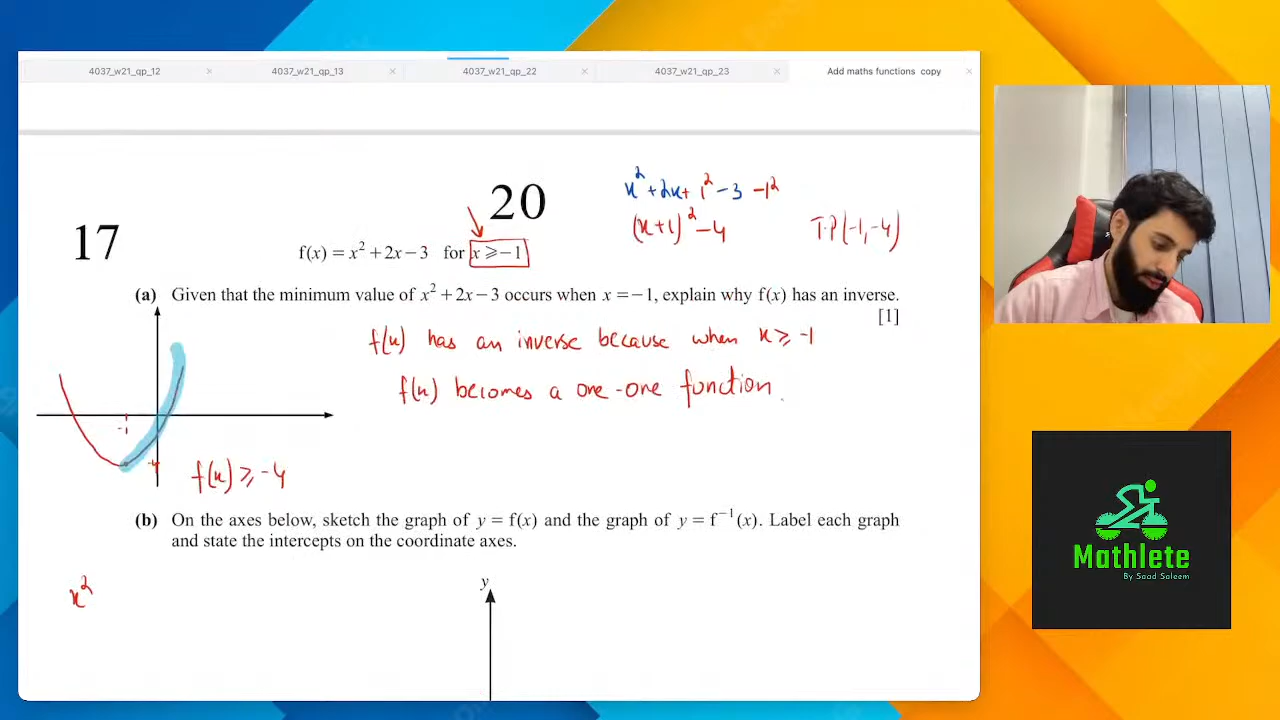 4037_w21_qp_12 × 4037_w21_qp_13 × 4037_w21_qp_22 × 4037_w21_qp_23 × Add maths functions copy ×
17
20
x² + 2x + 1² - 3 - 1²
(x+1)² - 4
T.P(-1, -4)
f(x) = x² + 2x - 3 for x ⩾ -1
(a) Given that the minimum value of x² + 2x - 3 occurs when x = -1, explain why f(x) has an inverse.
[1]
f(x) has an inverse because when x ⩾ -1
f(x) becomes a one-one function.
-1
-4
f(x) ⩾ -4
(b) On the axes below, sketch the graph of y = f(x) and the graph of y = f⁻¹(x). Label each graph
and state the intercepts on the coordinate axes.
x²
y
Mathlete
By Saad Saleem